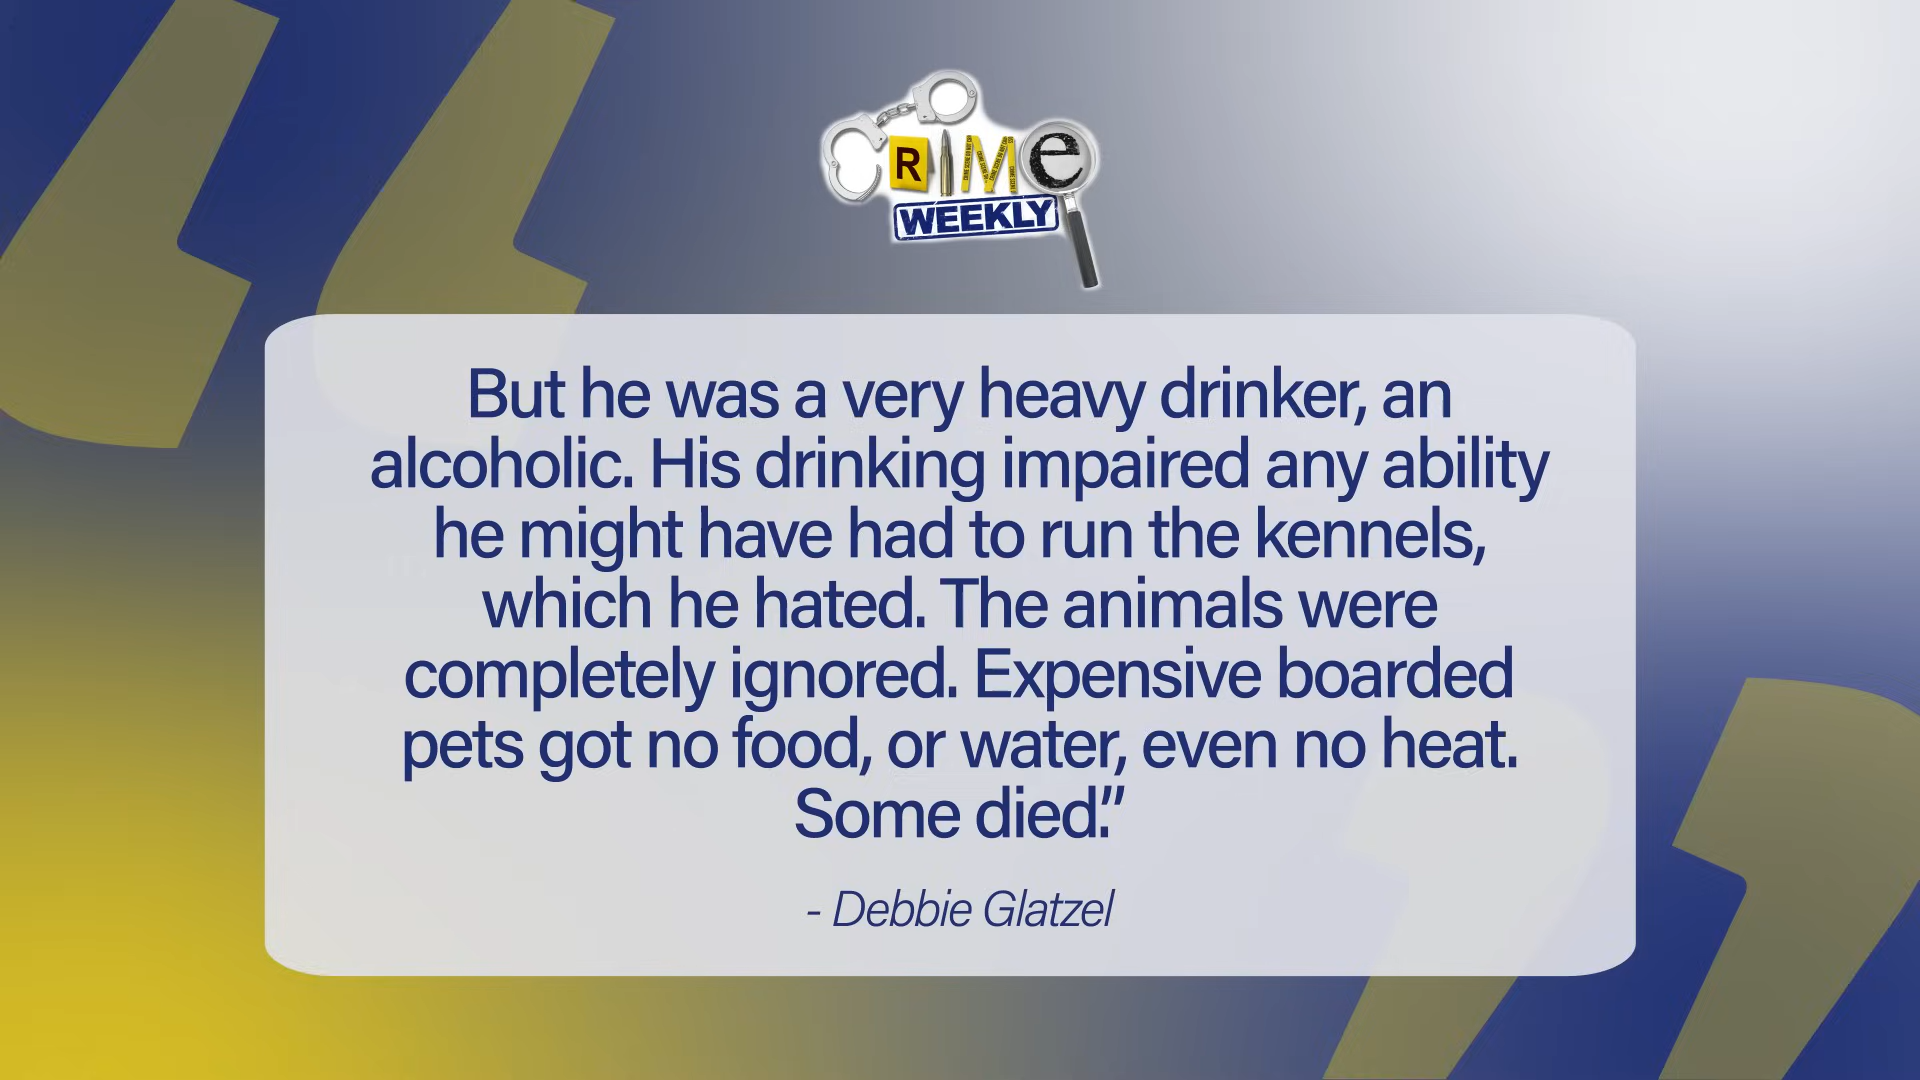 CRIMe
WEEKLY
But he was a very heavy drinker, an
alcoholic. His drinking impaired any ability
he might have had to run the kennels,
which he hated. The animals were
completely ignored. Expensive boarded
pets got no food, or water, even no heat.
Some died.”
- Debbie Glatzel